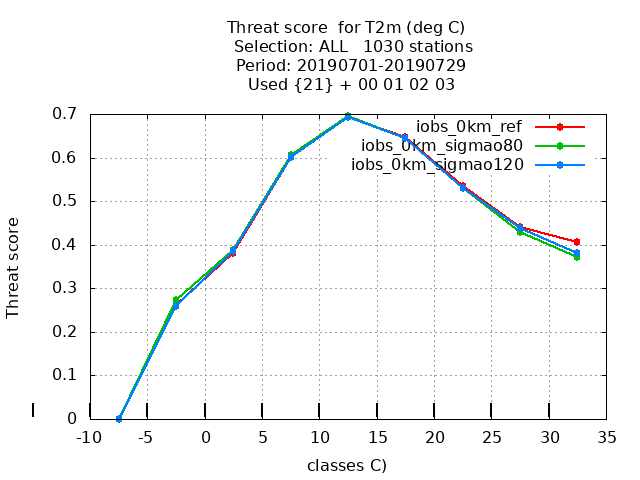 Threat score  for T2m (deg C)
Selection: ALL   1030 stations
Period: 20190701-20190729
Used {21} + 00 01 02 03
iobs_0km_ref
iobs_0km_sigmao80
iobs_0km_sigmao120
Threat score
0.7
0.6
0.5
0.4
0.3
0.2
0.1
0
-10 -5 0 5 10 15 20 25 30 35
classes C)